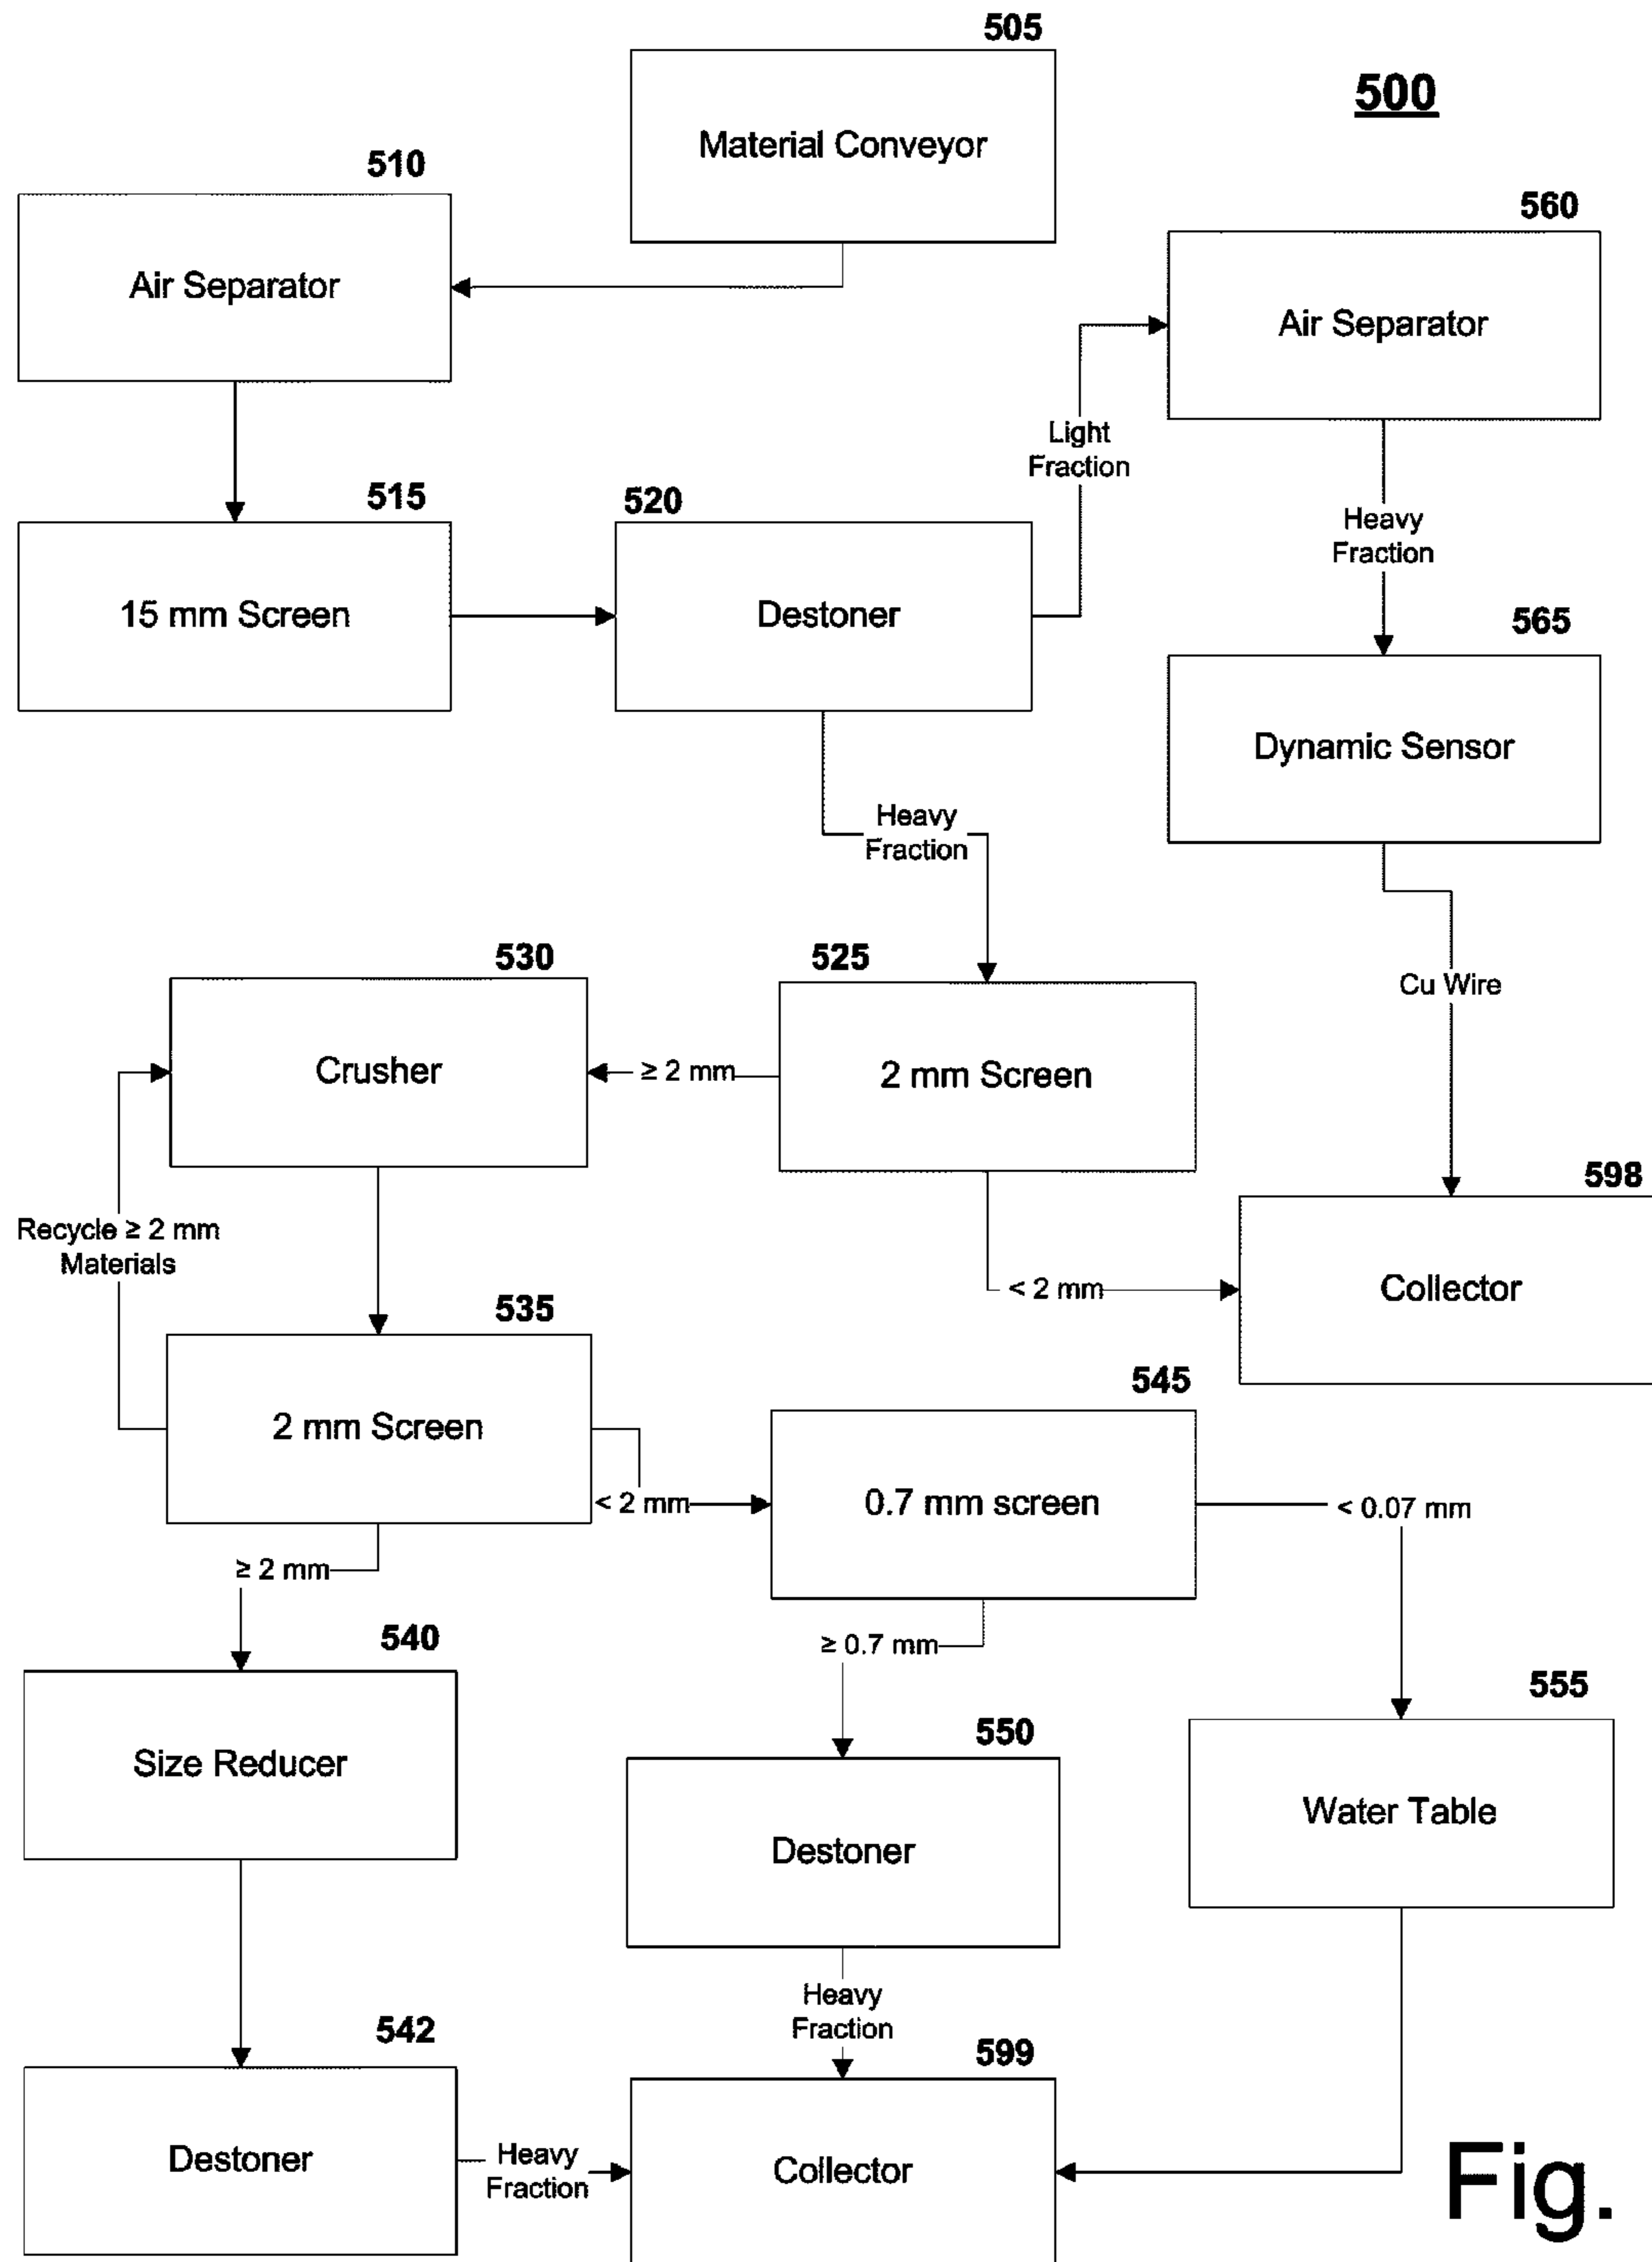 505
500
Material Conveyor
510
Air Separator
560
Air Separator
Light
Fraction
Heavy
Fraction
515
15 mm Screen
520
Destoner
565
Dynamic Sensor
Heavy
Fraction
530
Crusher
525
≥ 2 mm
2 mm Screen
Cu Wire
598
Recycle ≥ 2 mm
Materials
< 2 mm
Collector
535
2 mm Screen
545
< 2 mm
0.7 mm screen
< 0.07 mm
≥ 2 mm
≥ 0.7 mm
540
Size Reducer
550
Destoner
555
Water Table
Heavy
Fraction
542
Destoner
Heavy
Fraction
599
Collector
Fig.